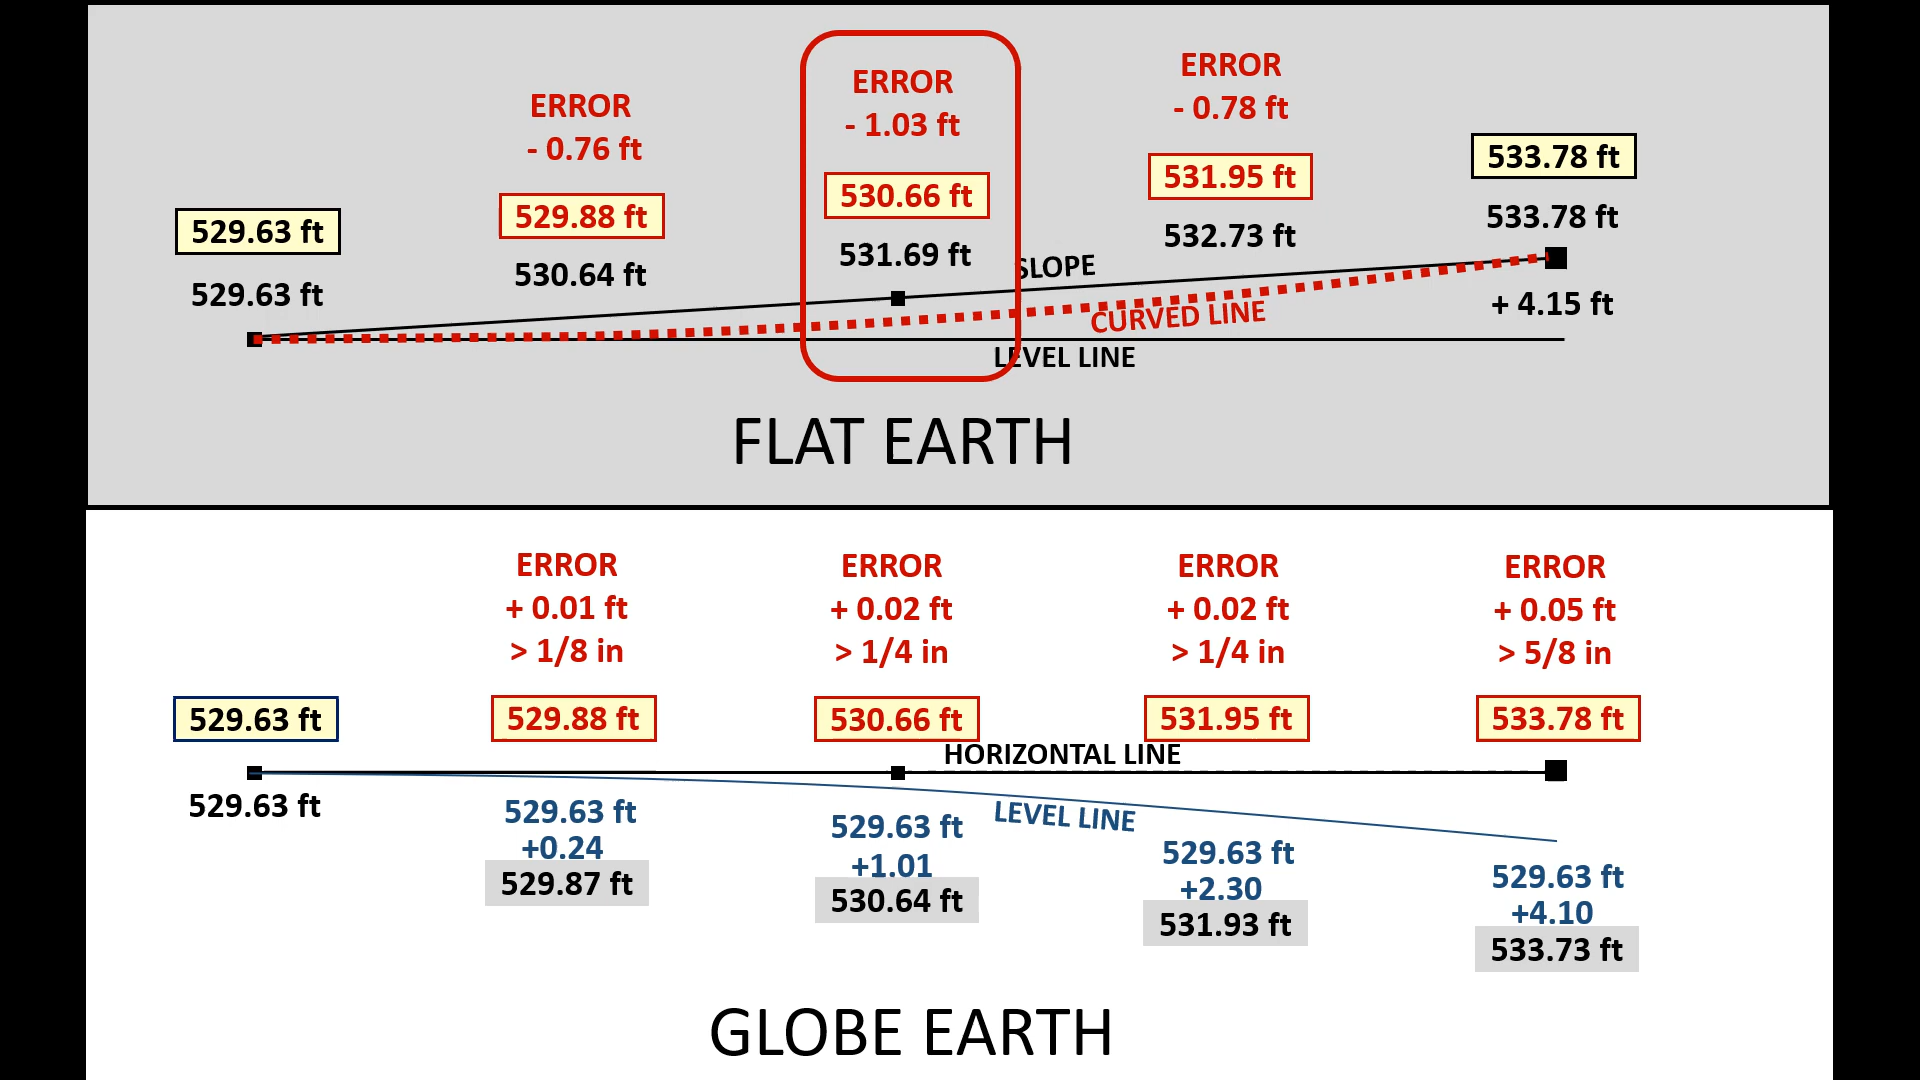 ERROR
- 0.76 ft
529.88 ft
530.64 ft
ERROR
- 1.03 ft
530.66 ft
531.69 ft
ERROR
- 0.78 ft
531.95 ft
532.73 ft
533.78 ft
533.78 ft
+ 4.15 ft
529.63 ft
529.63 ft
SLOPE
CURVED LINE
LEVEL LINE
FLAT EARTH
ERROR
+ 0.01 ft
> 1/8 in
529.88 ft
ERROR
+ 0.02 ft
> 1/4 in
530.66 ft
ERROR
+ 0.02 ft
> 1/4 in
531.95 ft
ERROR
+ 0.05 ft
> 5/8 in
533.78 ft
529.63 ft
HORIZONTAL LINE
529.63 ft
LEVEL LINE
529.63 ft
+0.24
529.87 ft
529.63 ft
+1.01
530.64 ft
529.63 ft
+2.30
531.93 ft
529.63 ft
+4.10
533.73 ft
GLOBE EARTH